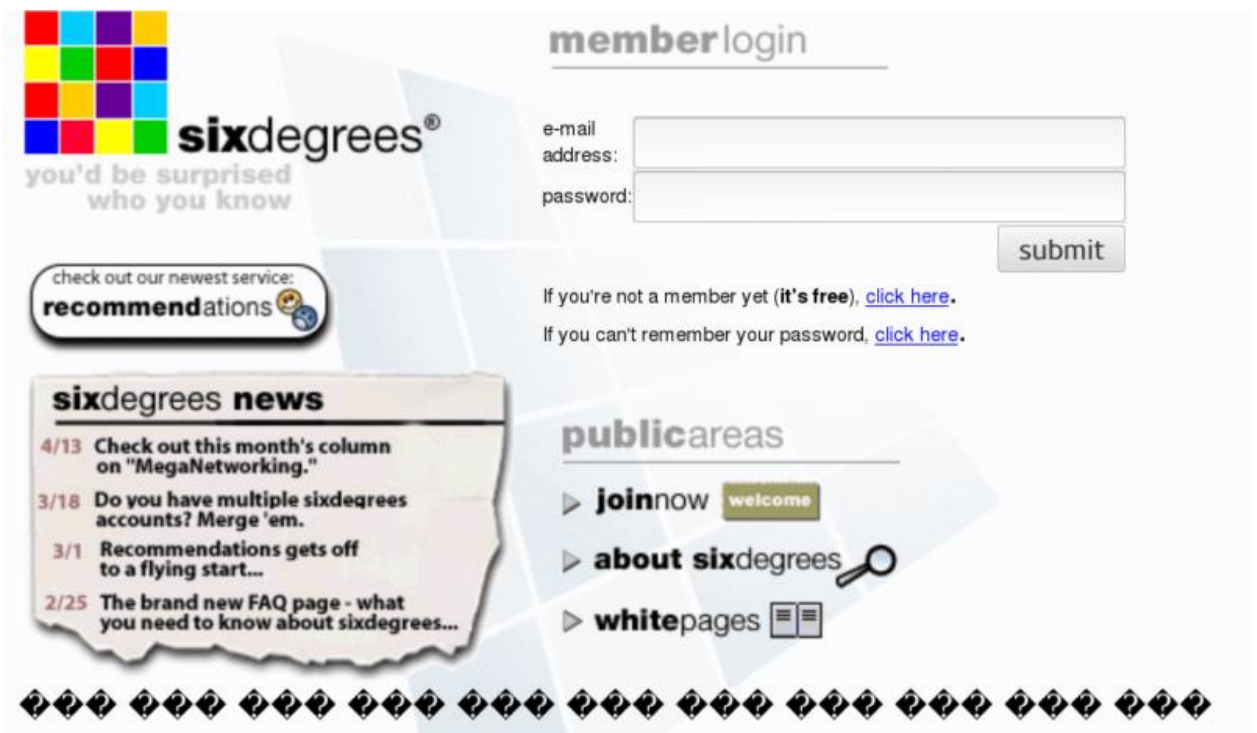 sixdegrees®
you'd be surprised
who you know
check out our newest service:
recommendations
sixdegrees news
4/13 Check out this month's column
on "MegaNetworking."
3/18 Do you have multiple sixdegrees
accounts? Merge 'em.
3/1 Recommendations gets off
to a flying start...
2/25 The brand new FAQ page - what
you need to know about sixdegrees...
memberlogin
e-mail
address:
password:
submit
If you're not a member yet (it's free), click here.
If you can't remember your password, click here.
publicareas
joinnow welcome
about sixdegrees
whitepages
��� ��� ��� ��� ��� ��� ��� ��� ��� ��� ���